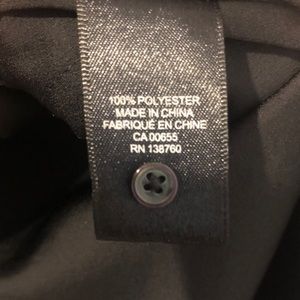 100% POLYESTER
MADE IN CHINA
FABRIQUÉ EN CHINE
CA 00655
RN 138760